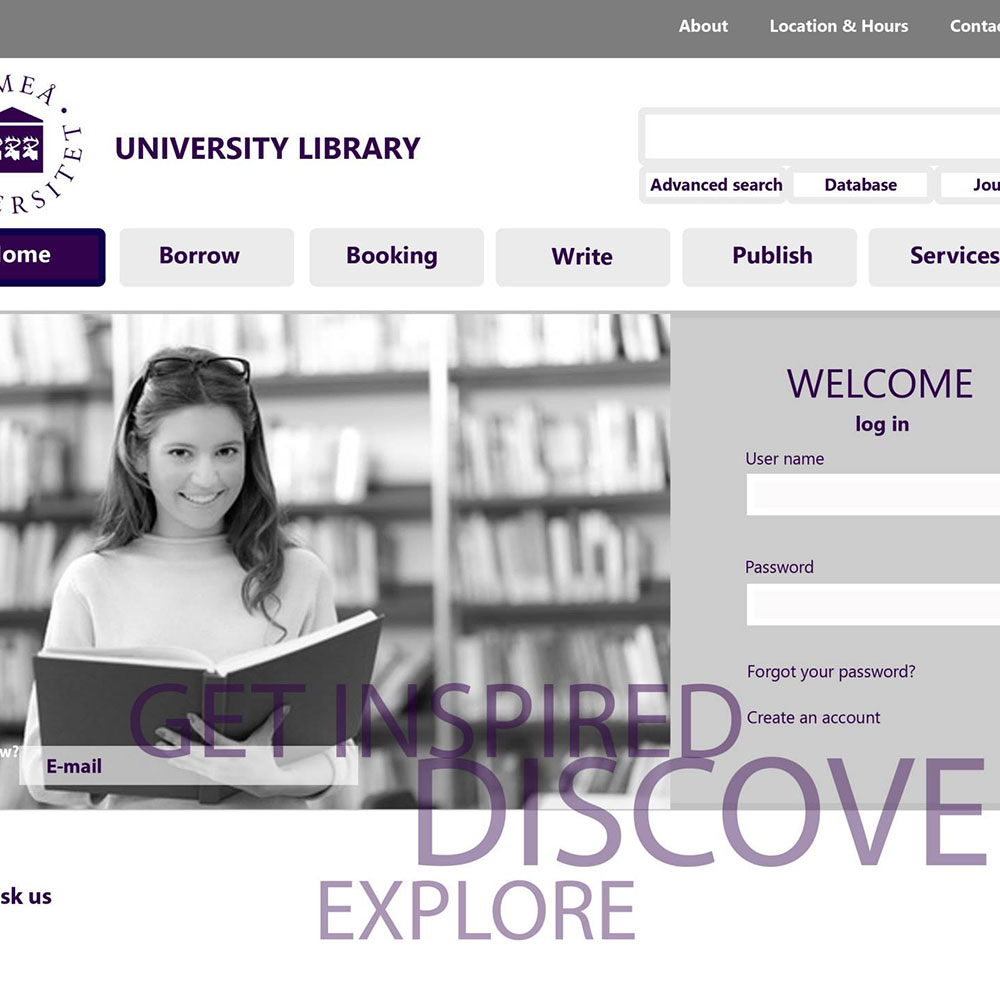 About Location & Hours Contac
MEÅ • ERSITET
UNIVERSITY LIBRARY
Advanced search Database Jou
ome Borrow Booking Write Publish Services
WELCOME
log in
User name
Password
Forgot your password?
Create an account
GET INSPIRED
w?
E-mail
DISCOVE
sk us
EXPLORE